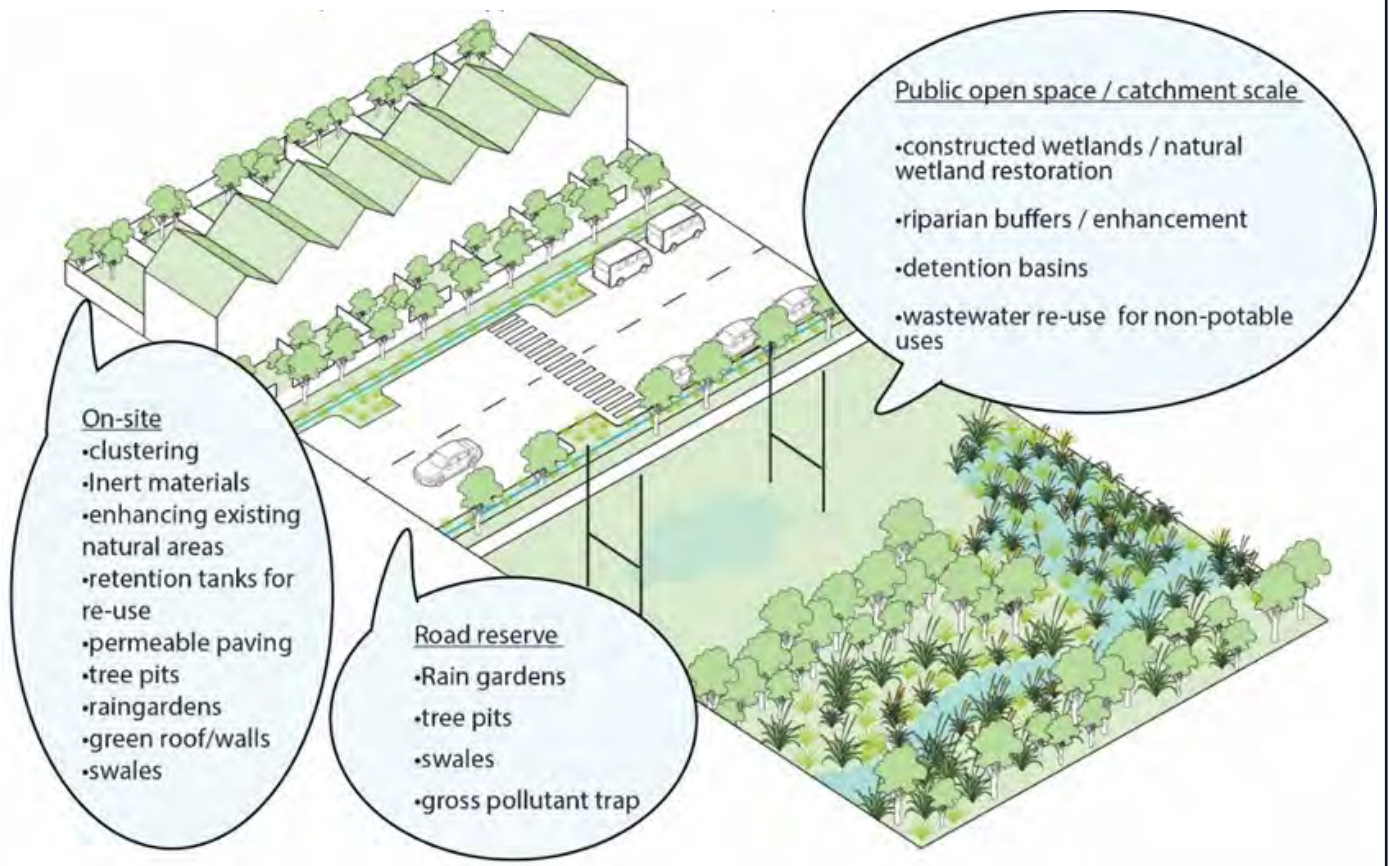 On-site
•clustering
•Inert materials
•enhancing existing
natural areas
•retention tanks for
re-use
•permeable paving
•tree pits
•raingardens
•green roof/walls
•swales
Road reserve
•Rain gardens
•tree pits
•swales
•gross pollutant trap
Public open space / catchment scale
•constructed wetlands / natural
wetland restoration
•riparian buffers / enhancement
•detention basins
•wastewater re-use for non-potable
uses